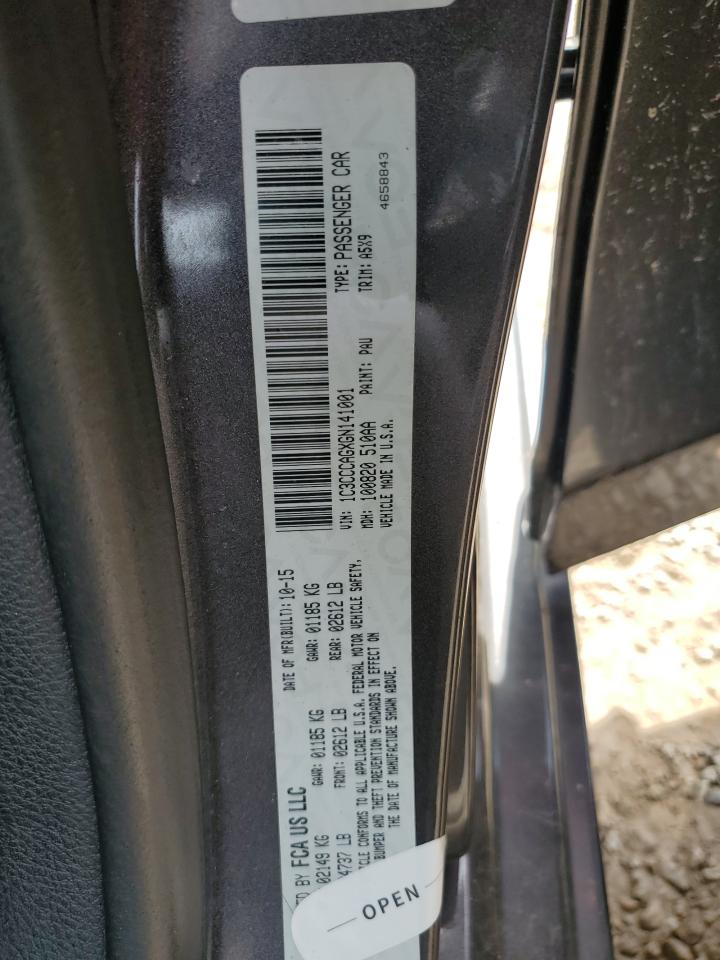 TD BY FCA US LLC DATE OF MFR(BUILT): 10-15
02149 KG GAWR: 01185 KG GAWR: 01185 KG
4737 LB FRONT: 02612 LB REAR: 02612 LB
CONFORMS TO ALL APPLICABLE U.S.A. FEDERAL MOTOR VEHICLE SAFETY,
BUMPER AND THEFT PREVENTION STANDARDS IN EFFECT ON
THE DATE OF MANUFACTURE SHOWN ABOVE.
VIN: 1C3CCCAGXGN141001 TYPE: PASSENGER CAR
MDH: 100820 510AA PAINT: PAU TRIM: A5X9
VEHICLE MADE IN U.S.A. 4658843
OPEN